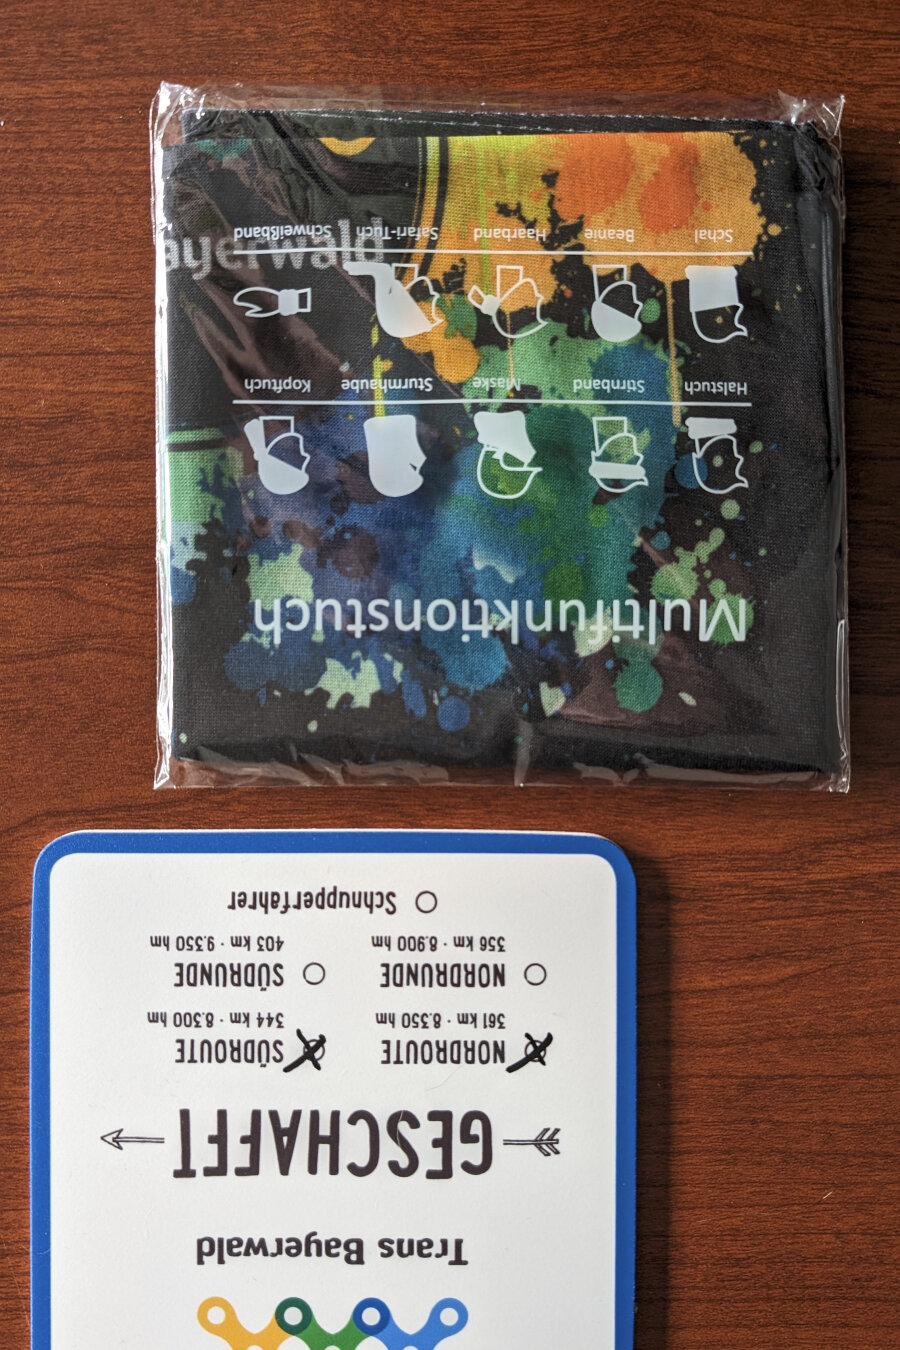 Trans Bayerwald
GESCHAFFT
NORDROUTE SÜDROUTE
361 km · 8.350 hm 344 km · 8.300 hm
NORDRUNDE SÜDRUNDE
356 km · 8.900 hm 403 km · 9.350 hm
Schnupperfahrer
Multifunktionstuch
Halstuch Stirnband Maske Sturmhaube Kopftuch
Schal Beanie Haarband Safari-Tuch Schweißband
ayerwald